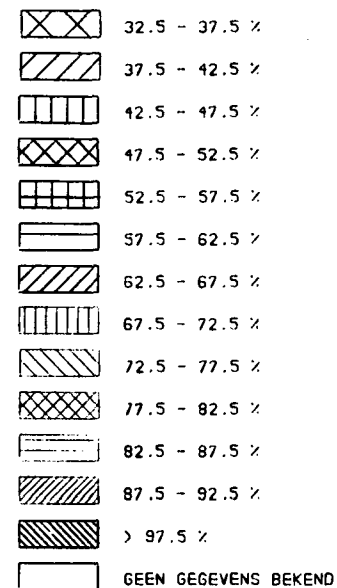 32.5 - 37.5 %
37.5 - 42.5 %
42.5 - 47.5 %
47.5 - 52.5 %
52.5 - 57.5 %
57.5 - 62.5 %
62.5 - 67.5 %
67.5 - 72.5 %
72.5 - 77.5 %
77.5 - 82.5 %
82.5 - 87.5 %
87.5 - 92.5 %
> 97.5 %
GEEN GEGEVENS BEKEND